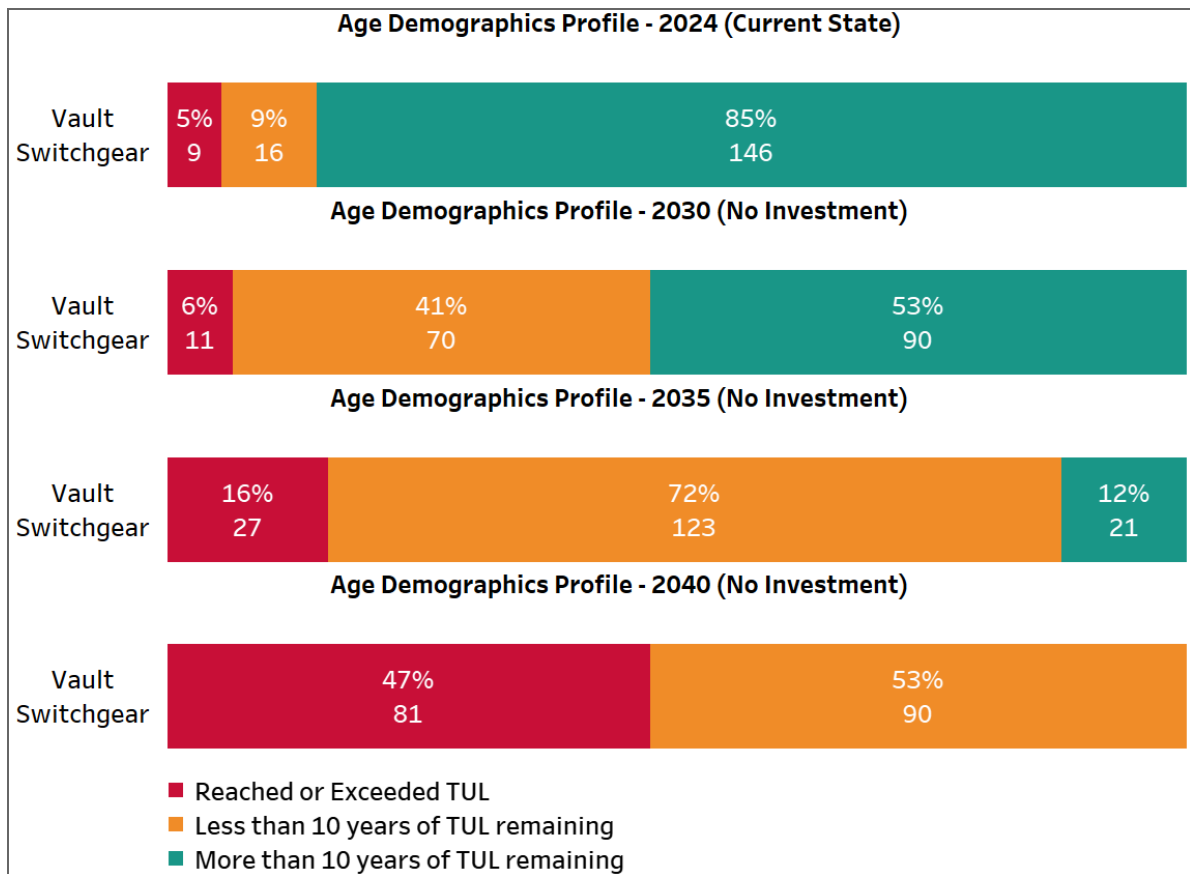 Age Demographics Profile - 2024 (Current State)
Vault
Switchgear
5%
9
9%
16
85%
146
Age Demographics Profile - 2030 (No Investment)
Vault
Switchgear
6%
11
41%
70
53%
90
Age Demographics Profile - 2035 (No Investment)
Vault
Switchgear
16%
27
72%
123
12%
21
Age Demographics Profile - 2040 (No Investment)
Vault
Switchgear
47%
81
53%
90
Reached or Exceeded TUL
Less than 10 years of TUL remaining
More than 10 years of TUL remaining